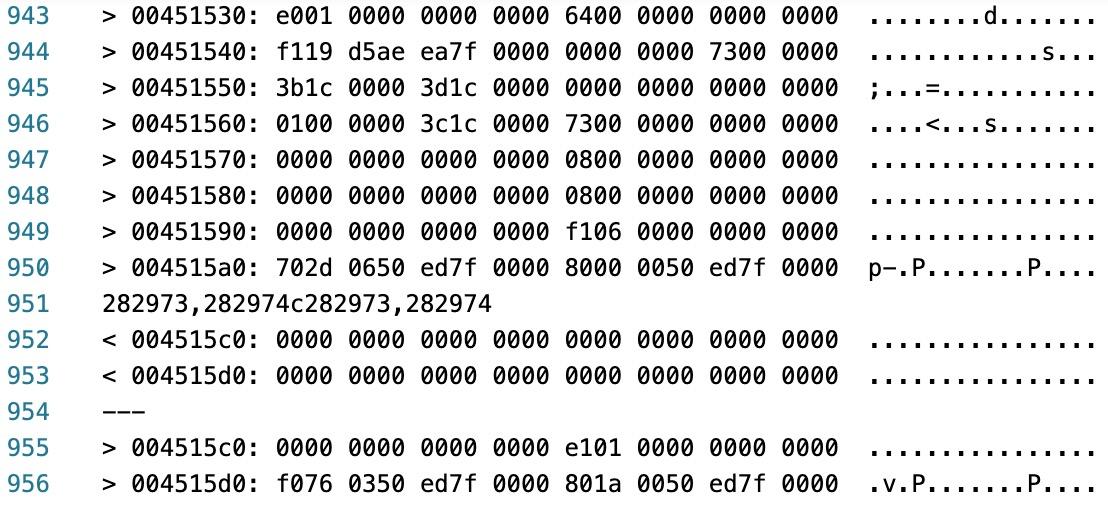 943 > 00451530: e001 0000 0000 0000 6400 0000 0000 0000 ........d.......
944 > 00451540: f119 d5ae ea7f 0000 0000 0000 7300 0000 ............s...
945 > 00451550: 3b1c 0000 3d1c 0000 0000 0000 0000 0000 ;...=...........
946 > 00451560: 0100 0000 3c1c 0000 7300 0000 0000 0000 ....<...s.......
947 > 00451570: 0000 0000 0000 0000 0800 0000 0000 0000 ................
948 > 00451580: 0000 0000 0000 0000 0800 0000 0000 0000 ................
949 > 00451590: 0000 0000 0000 0000 f106 0000 0000 0000 ................
950 > 004515a0: 702d 0650 ed7f 0000 8000 0050 ed7f 0000 p-.P.......P....
951 282973,282974c282973,282974
952 < 004515c0: 0000 0000 0000 0000 0000 0000 0000 0000 ................
953 < 004515d0: 0000 0000 0000 0000 0000 0000 0000 0000 ................
954 ---
955 > 004515c0: 0000 0000 0000 0000 e101 0000 0000 0000 ................
956 > 004515d0: f076 0350 ed7f 0000 801a 0050 ed7f 0000 .v.P.......P....